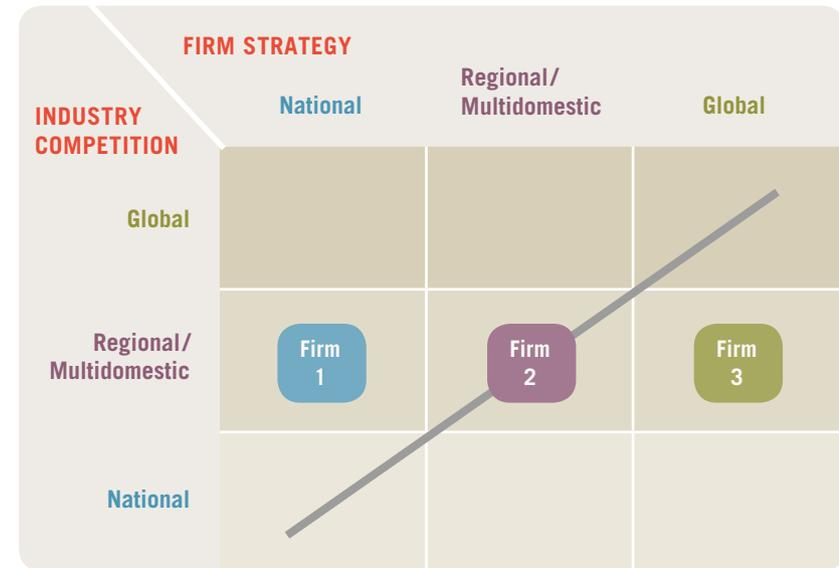 FIRM STRATEGY
National
Regional/
Multidomestic
Global
INDUSTRY
COMPETITION
Global
Regional/
Multidomestic
National
Firm
1
Firm
2
Firm
3